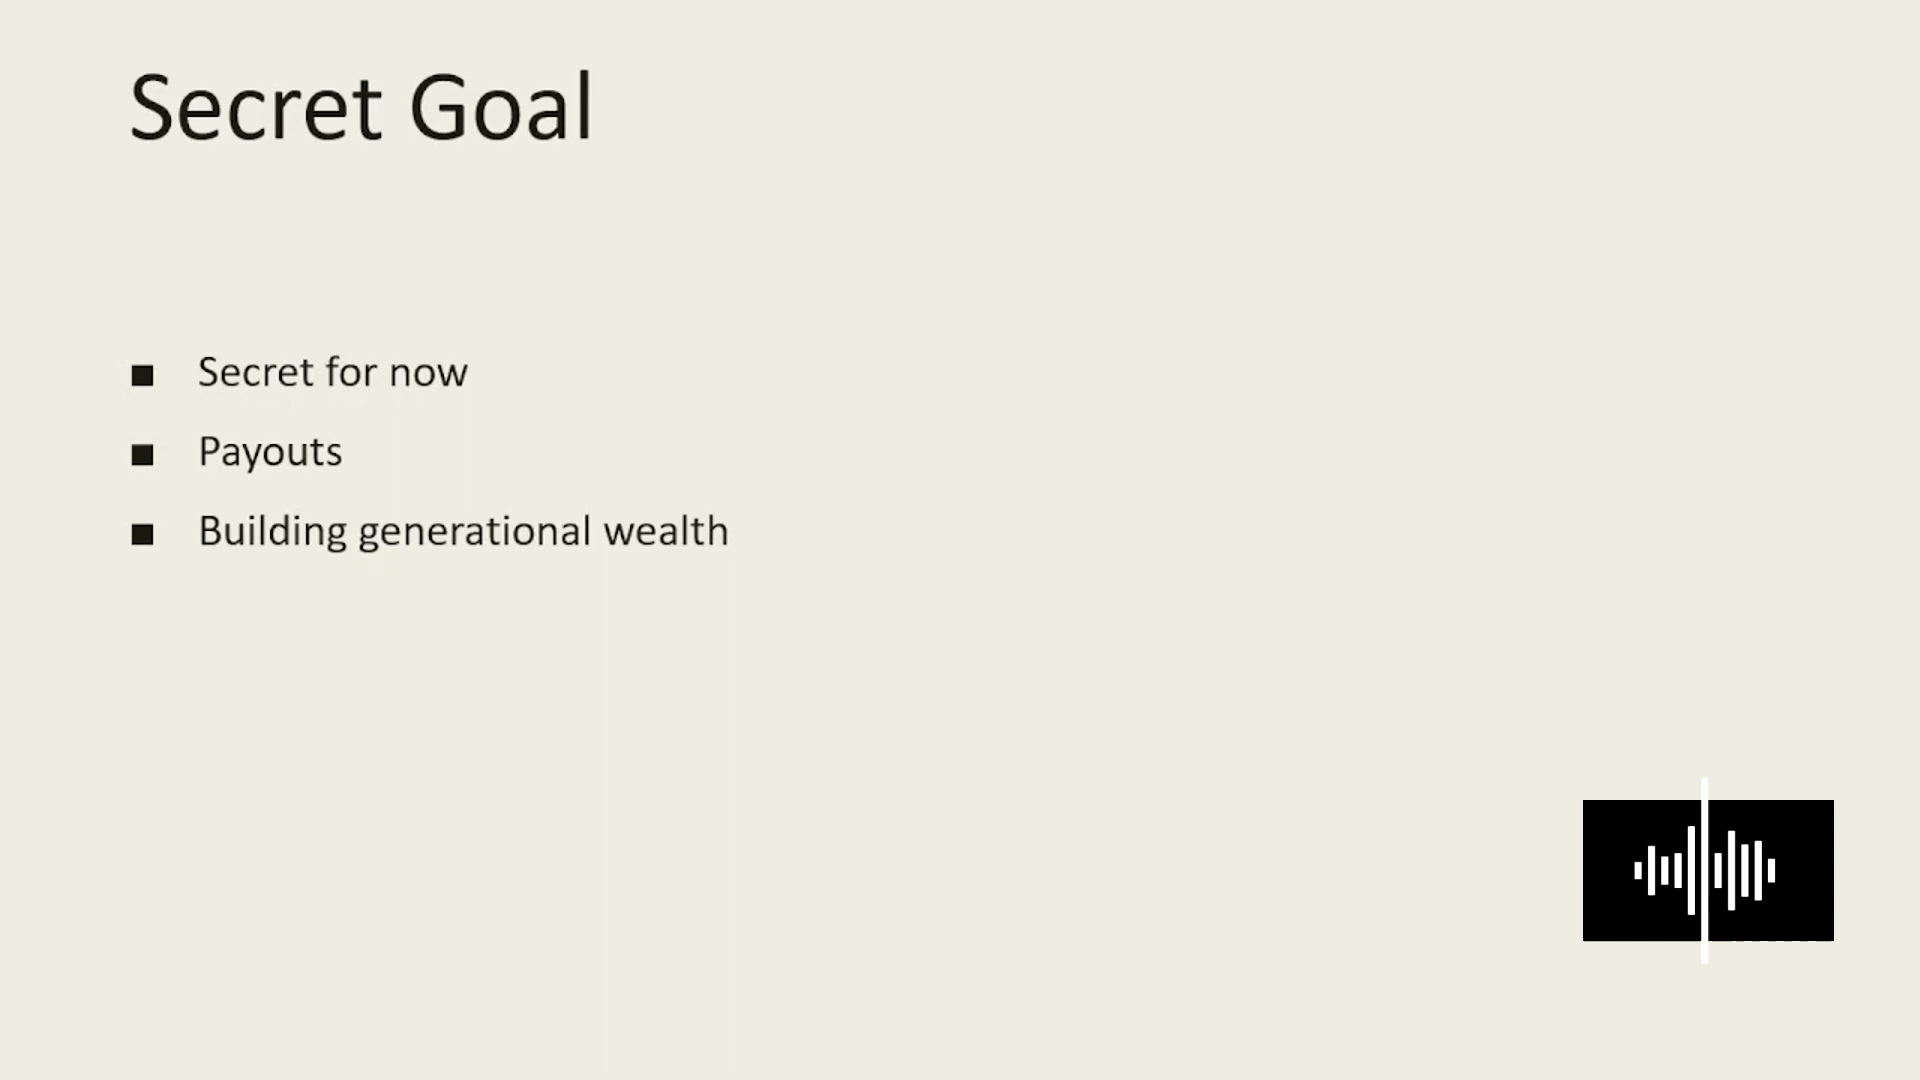 Secret Goal
■ Secret for now
■ Payouts
■ Building generational wealth